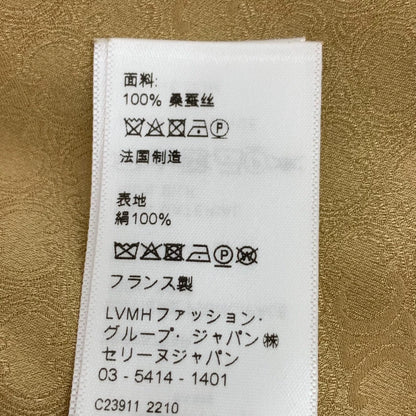 面料:
100% 桑蚕丝
法国制造
表地
絹100%
フランス製
LVMHファッション・
グループ・ジャパン㈱
セリーヌジャパン
03 - 5414 - 1401
C23911 2210